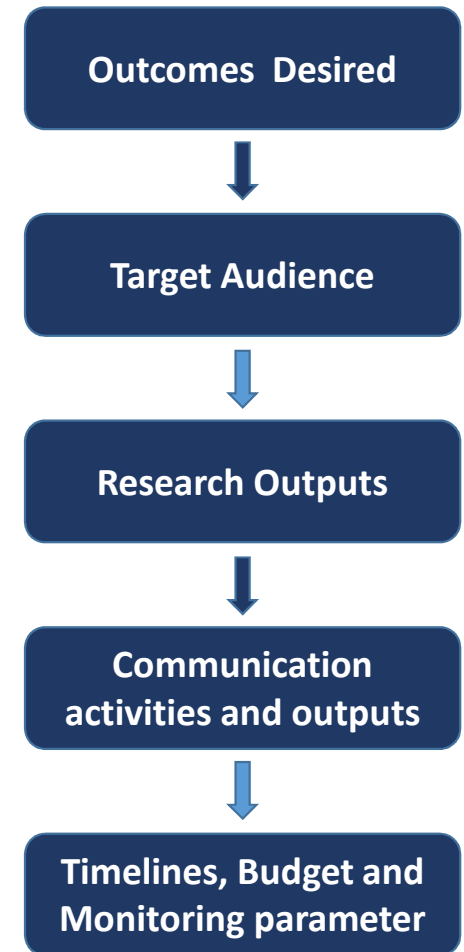 Outcomes Desired
Target Audience
Research Outputs
Communication
activities and outputs
Timelines, Budget and
Monitoring parameter